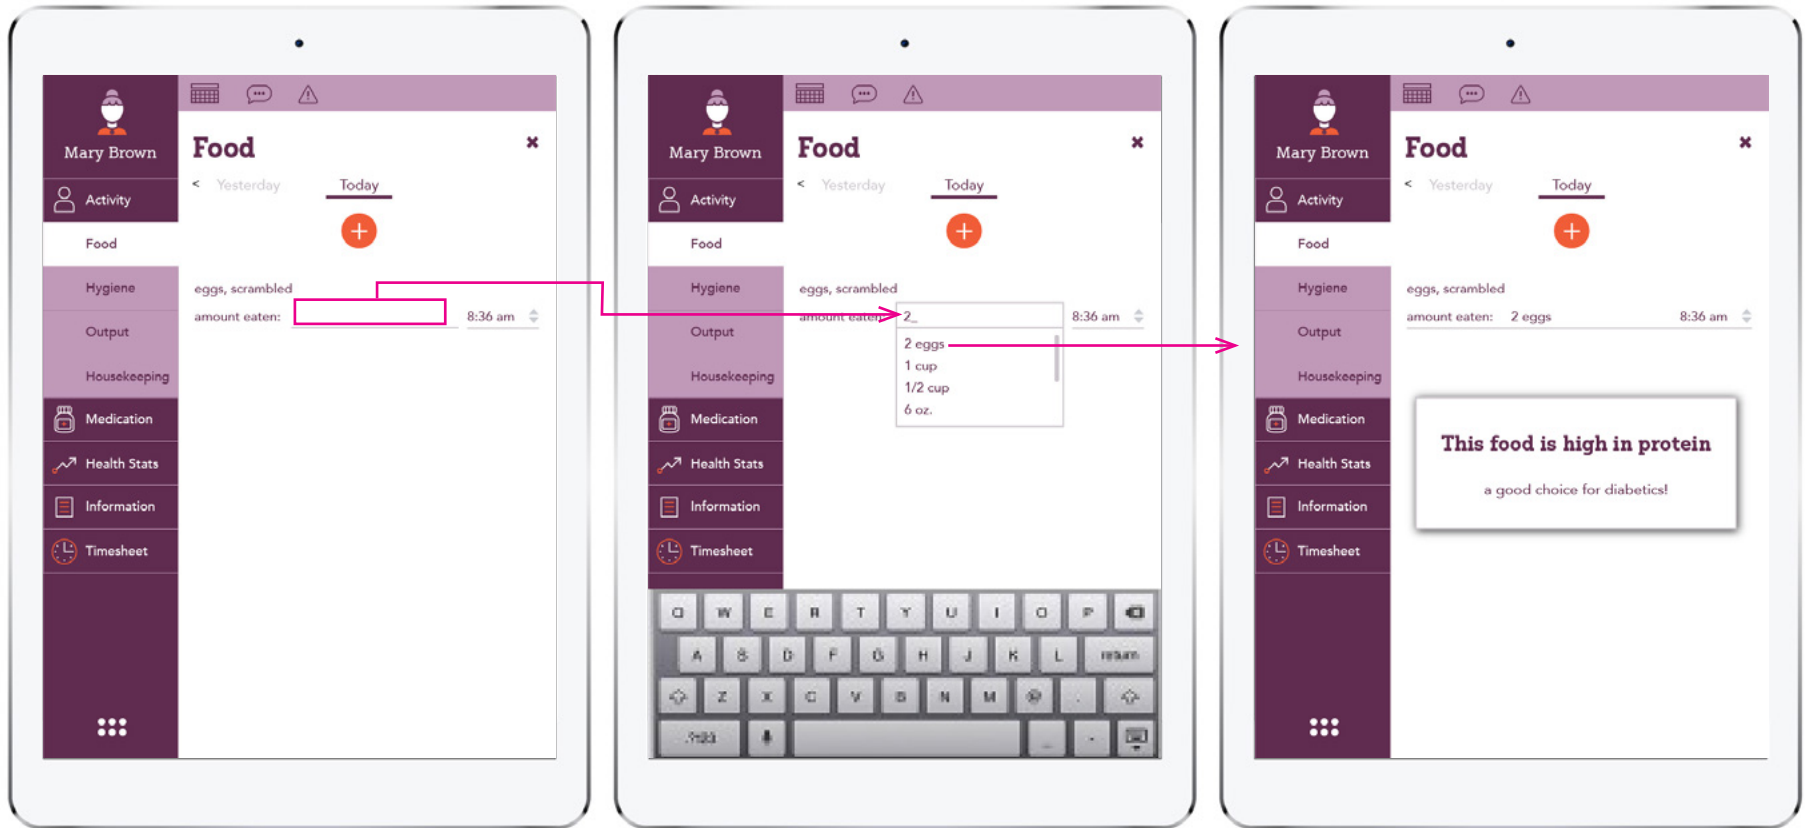 Mary Brown
Activity
Food
Hygiene
Output
Housekeeping
Medication
Health Stats
Information
Timesheet
Food
< Yesterday Today
eggs, scrambled
amount eaten: 8:36 am
Mary Brown
Activity
Food
Hygiene
Output
Housekeeping
Medication
Health Stats
Information
Timesheet
Food
< Yesterday Today
eggs, scrambled
amount eaten: 2_ 8:36 am
2 eggs
1 cup
1/2 cup
6 oz.
Q W E R T Y U I O P
A S D F G H J K L return
Z X C V B N M @ .
.?123 _ -
Mary Brown
Activity
Food
Hygiene
Output
Housekeeping
Medication
Health Stats
Information
Timesheet
Food
< Yesterday Today
eggs, scrambled
amount eaten: 2 eggs 8:36 am
This food is high in protein
a good choice for diabetics!